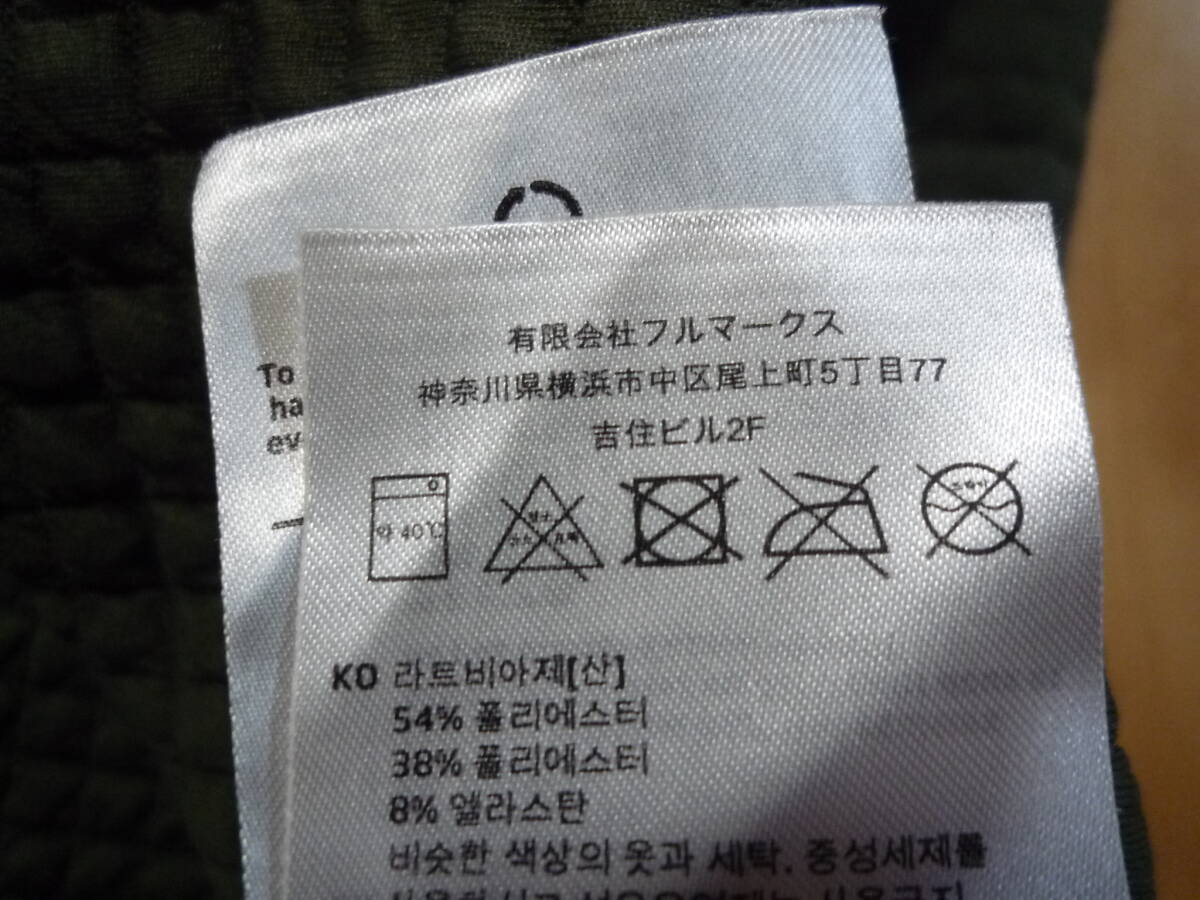 To
ha
ev
有限会社フルマークス
神奈川県横浜市中区尾上町5丁目77
吉住ビル2F
약 40℃
KO 라트비아제[산]
54% 폴리에스터
38% 폴리에스터
8% 엘라스탄
비슷한 색상의 옷과 세탁. 중성세제를